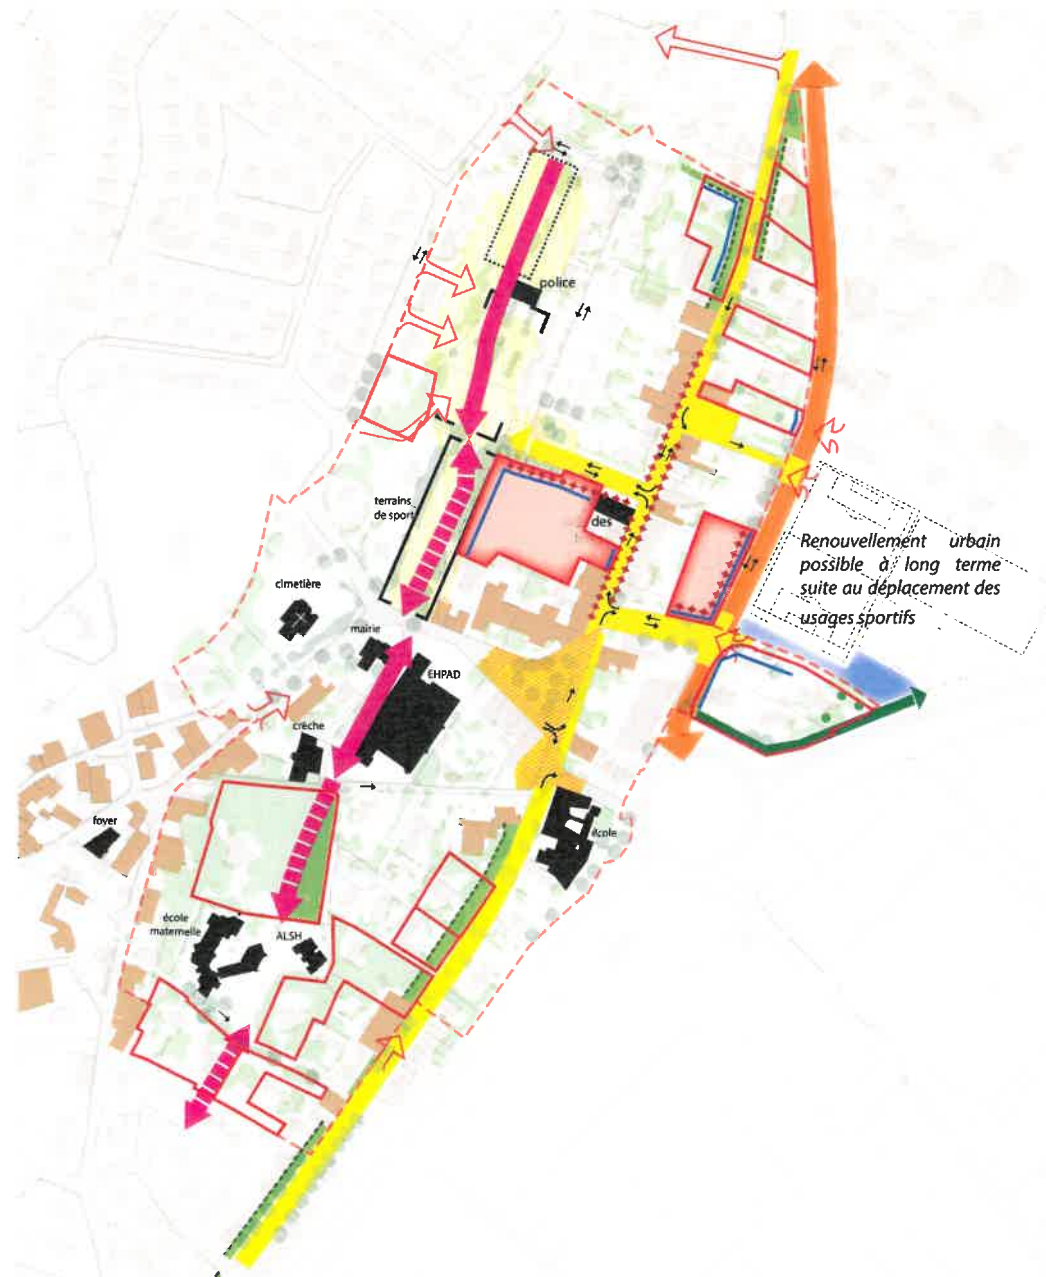 police
terrains
de sport
des
Renouvellement urbain
possible à long terme
suite au déplacement des
usages sportifs
cimetière
mairie
EHPAD
crèche
foyer
école
école
maternelle
ALSH